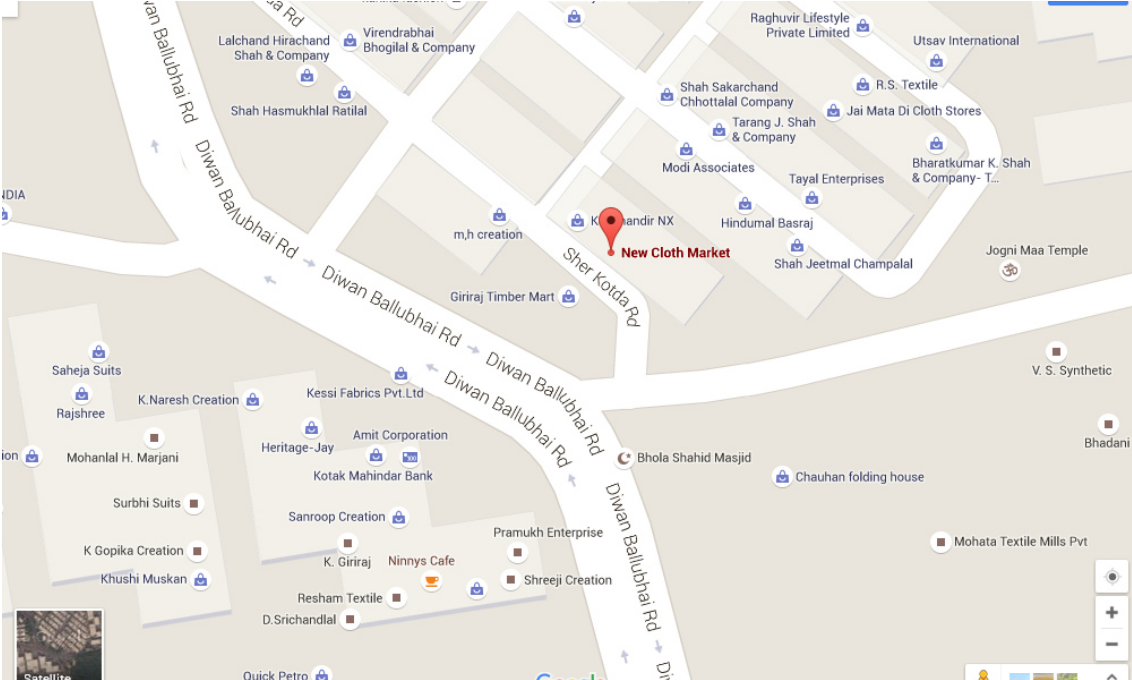 Virendrabhai
Bhogilal & Company
Lalchand Hirachand
Shah & Company
Shah Hasmukhlal Ratilal
Raghuvir Lifestyle
Private Limited
Utsav International
Shah Sakarchand
Chhottalal Company
R.S. Textile
Jai Mata Di Cloth Stores
Tarang J. Shah
& Company
Modi Associates
Bharatkumar K. Shah
& Company- T...
Tayal Enterprises
Diwan Ballubhai Rd
Diwan Ballubhai Rd
NDIA
m,h creation
Hindumal Basraj
New Cloth Market
Shah Jeetmal Champalal
Jogni Maa Temple
Sher Kotda Rd
Giriraj Timber Mart
Diwan Ballubhai Rd
Diwan Ballubhai Rd
Diwan Ballubhai Rd
Saheja Suits
Rajshree
K.Naresh Creation
Kessi Fabrics Pvt.Ltd
V. S. Synthetic
Bhadani
ion
Mohanlal H. Marjani
Heritage-Jay
Amit Corporation
Kotak Mahindar Bank
Bhola Shahid Masjid
Chauhan folding house
Surbhi Suits
Sanroop Creation
Diwan Ballubhai Rd
Pramukh Enterprise
Mohata Textile Mills Pvt
K Gopika Creation
K. Giriraj
Ninnys Cafe
Khushi Muskan
Shreeji Creation
Resham Textile
D.Srichandlal
Satellite
Quick Petro
Google